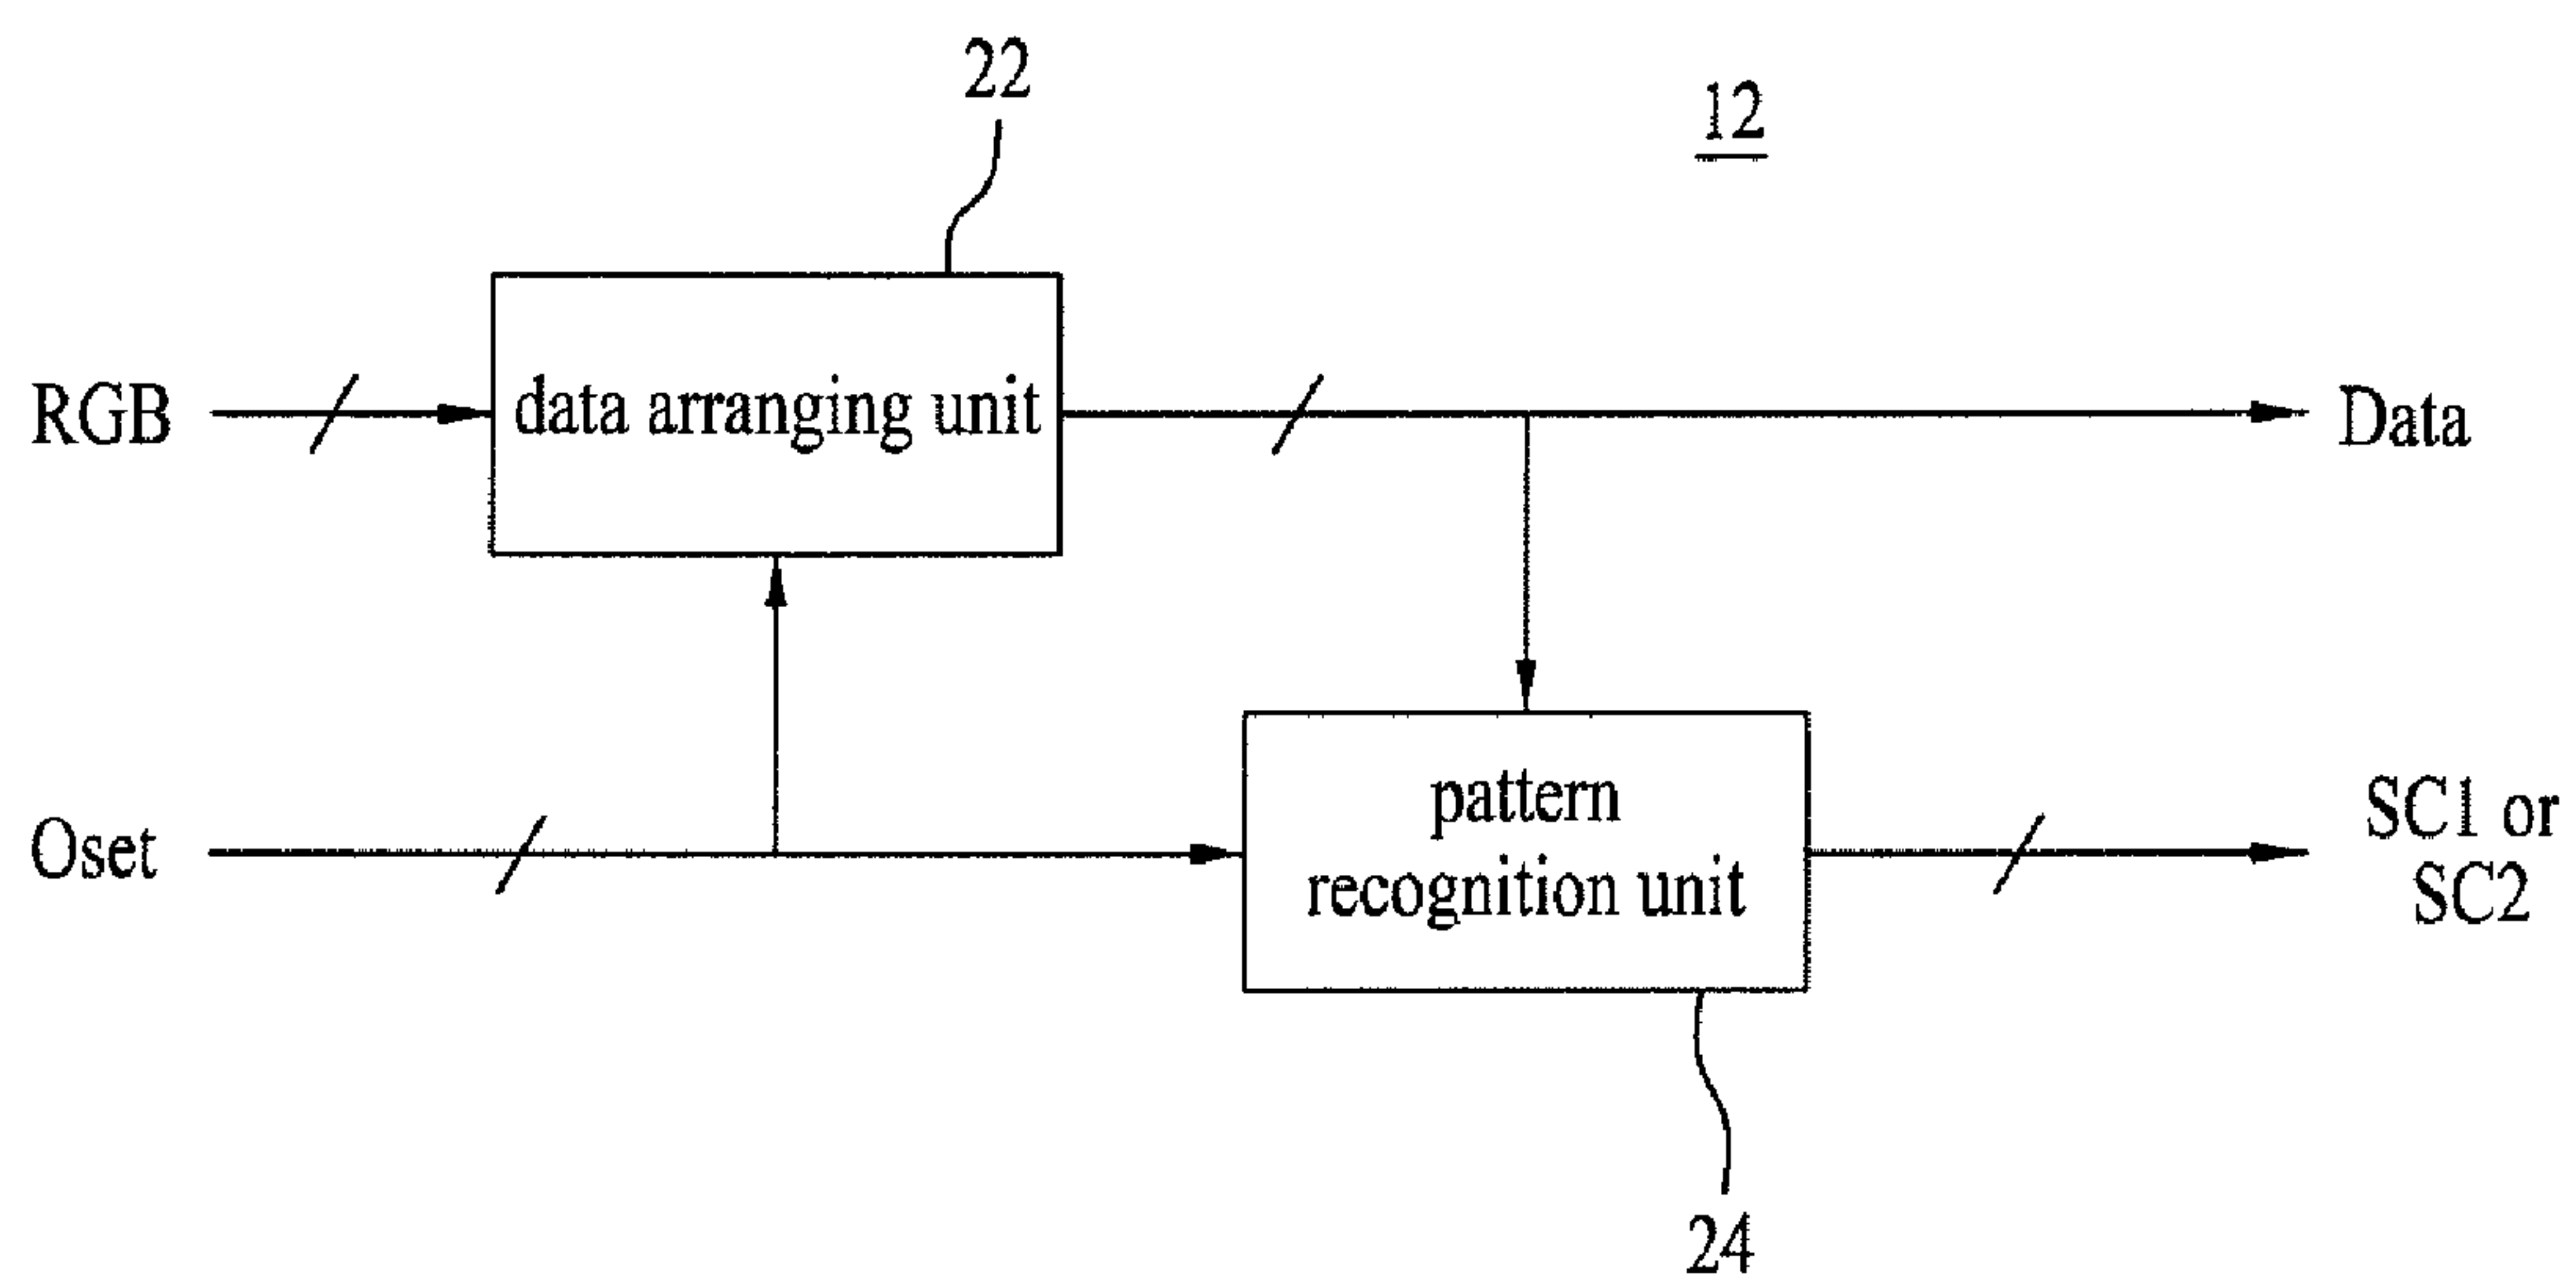 22
12
RGB
data arranging unit
Data
Oset
pattern
recognition unit
SC1 or
SC2
24